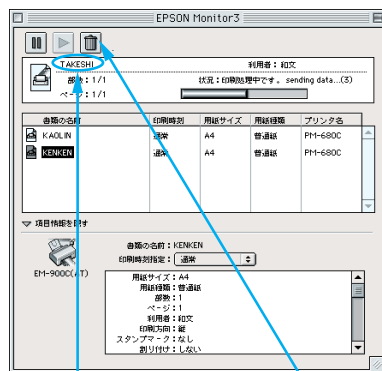 EPSON Monitor3
TAKESHI
利用者：和文
部数：1/1
状況：印刷処理中です。 sending data...(3)
ページ：1/1
書類の名前 印刷時刻 用紙サイズ 用紙種類 プリンタ名
KAOLIN 通常 A4 普通紙 PM-680C
KENKEN 通常 A4 普通紙 PM-680C
項目情報を隠す
書類の名前：KENKEN
印刷時刻指定：通常
EM-900C(AT)
用紙サイズ：A4
用紙種類：普通紙
部数：1
ページ：1
利用者：和文
印刷方向：縦
スタンプマーク：なし
割り付け：しない